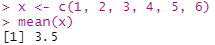 > x <- c(1, 2, 3, 4, 5, 6)
> mean(x)
[1] 3.5